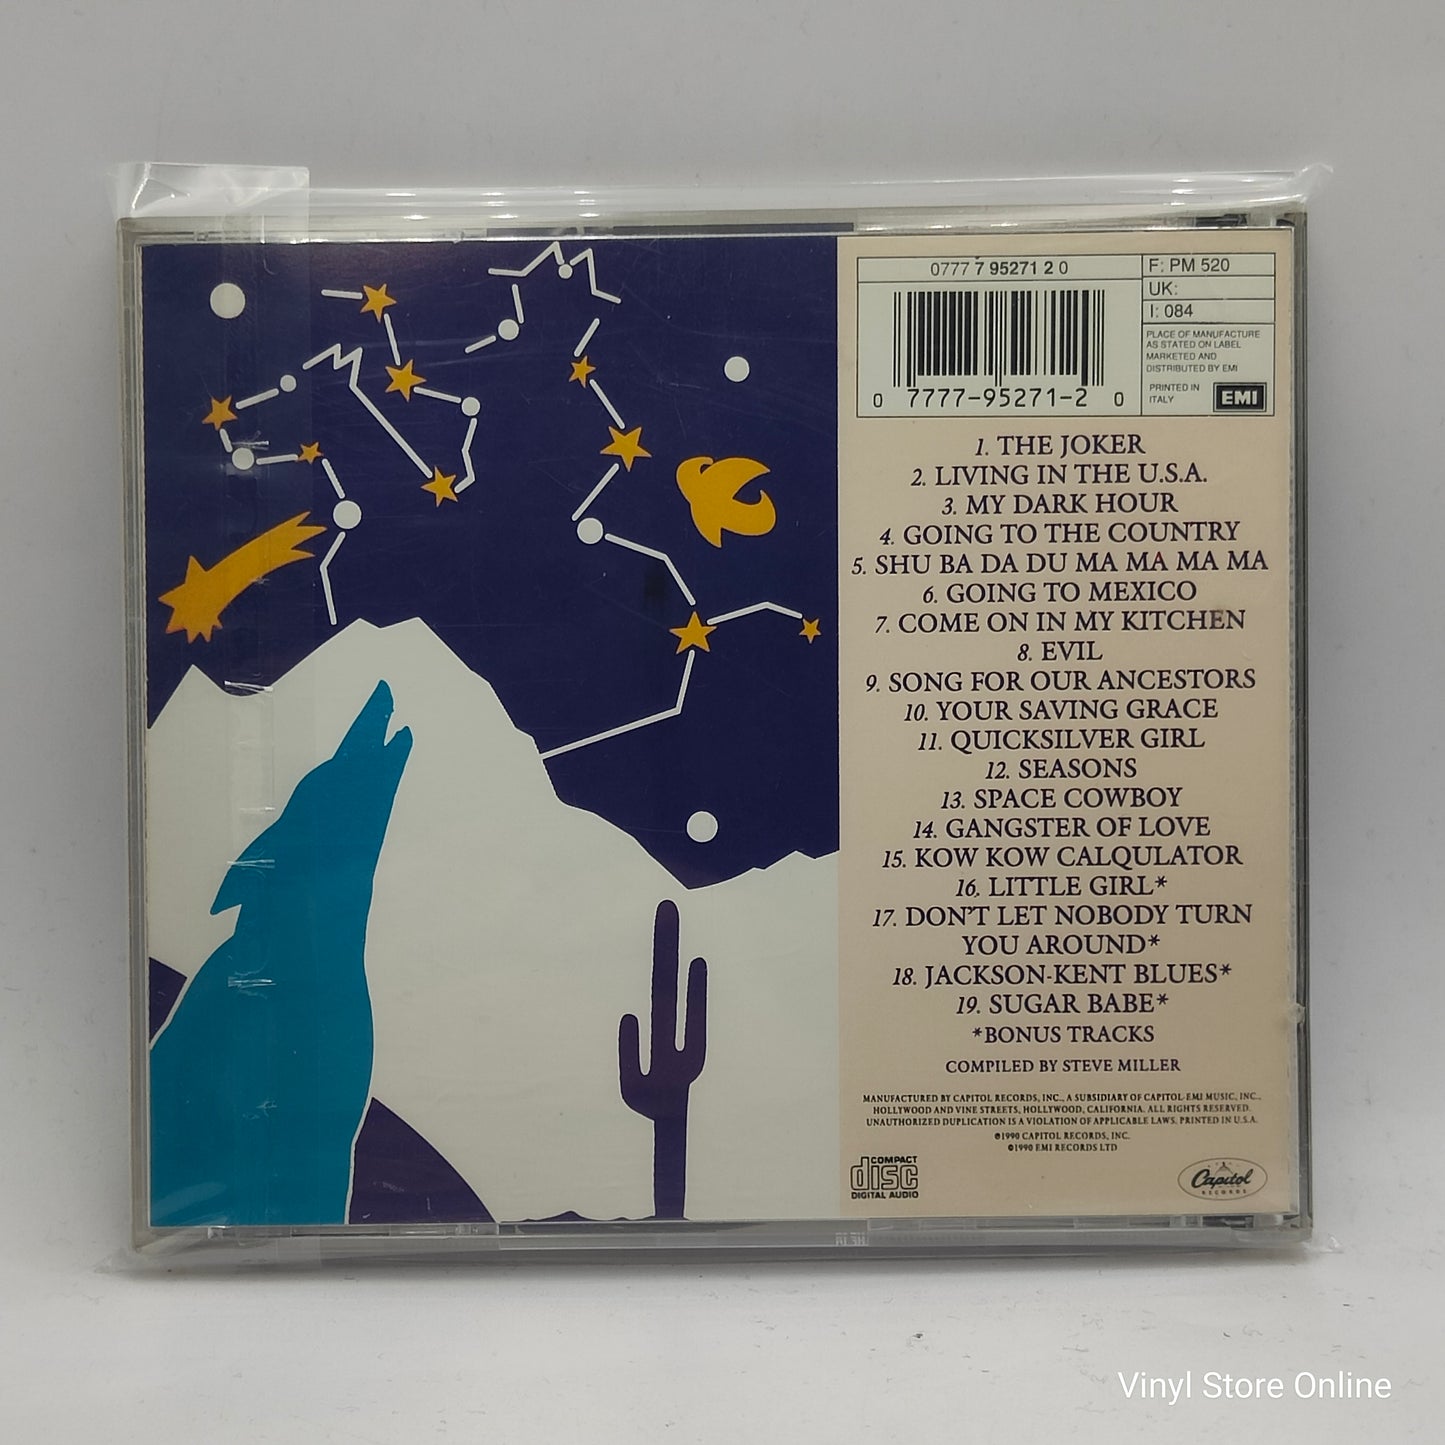 0777 7 95271 2 0
F: PM 520
UK:
I: 084
PLACE OF MANUFACTURE
AS STATED ON LABEL
MARKETED AND
DISTRIBUTED BY EMI
PRINTED IN
ITALY
EMI
0 7777-95271-2 0
1. THE JOKER
2. LIVING IN THE U.S.A.
3. MY DARK HOUR
4. GOING TO THE COUNTRY
5. SHU BA DA DU MA MA MA MA
6. GOING TO MEXICO
7. COME ON IN MY KITCHEN
8. EVIL
9. SONG FOR OUR ANCESTORS
10. YOUR SAVING GRACE
11. QUICKSILVER GIRL
12. SEASONS
13. SPACE COWBOY
14. GANGSTER OF LOVE
15. KOW KOW CALQULATOR
16. LITTLE GIRL*
17. DON'T LET NOBODY TURN
YOU AROUND*
18. JACKSON-KENT BLUES*
19. SUGAR BABE*
*BONUS TRACKS
COMPILED BY STEVE MILLER
MANUFACTURED BY CAPITOL RECORDS, INC., A SUBSIDIARY OF CAPITOL-EMI MUSIC, INC.,
HOLLYWOOD AND VINE STREETS, HOLLYWOOD, CALIFORNIA. ALL RIGHTS RESERVED.
UNAUTHORIZED DUPLICATION IS A VIOLATION OF APPLICABLE LAWS. PRINTED IN U.S.A.
℗1990 CAPITOL RECORDS, INC.
©1990 EMI RECORDS LTD
COMPACT
disc
DIGITAL AUDIO
Capitol
RECORDS
Vinyl Store Online